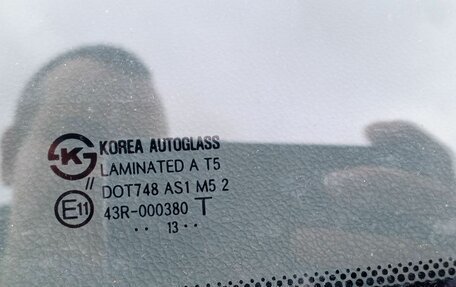 KOREA AUTOGLASS
K LAMINATED A T5
// DOT748 AS1 M5 2
E11 43R-000380 T
·· 13 ··